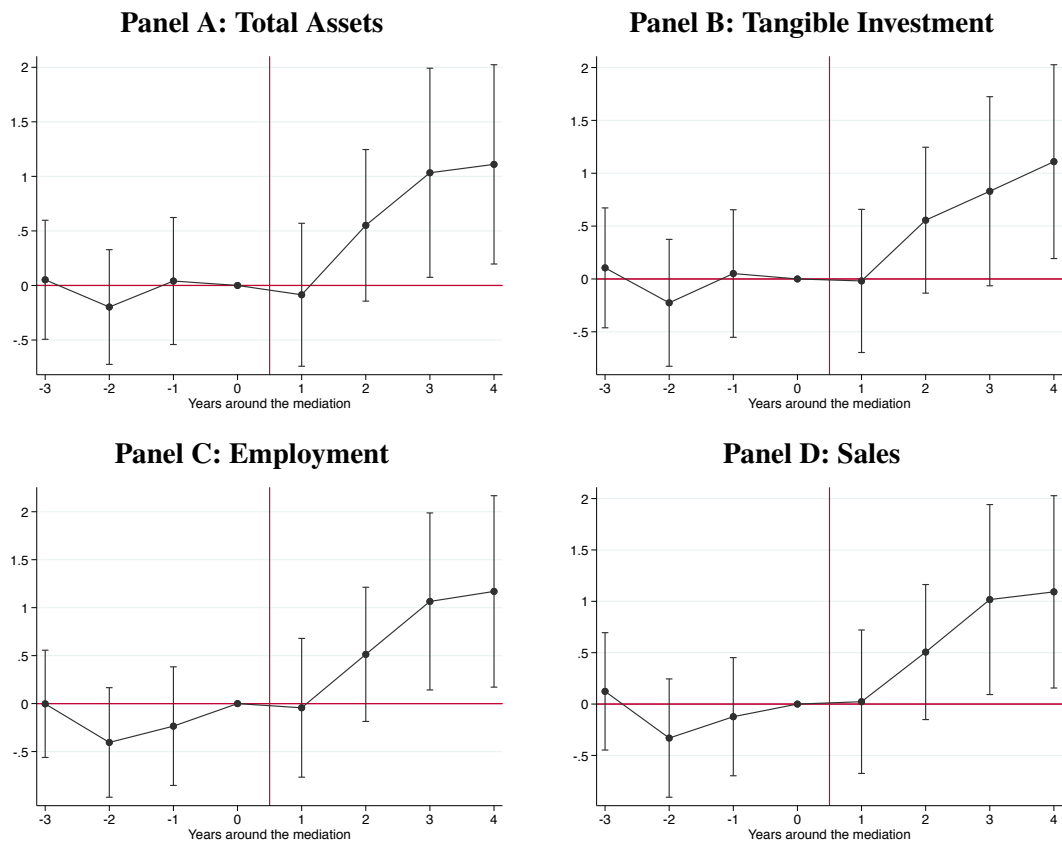 Panel A: Total Assets
2
1.5
1
.5
0
-.5
-3 -2 -1 0 1 2 3 4
Years around the mediation
Panel B: Tangible Investment
2
1.5
1
.5
0
-.5
-3 -2 -1 0 1 2 3 4
Years around the mediation
Panel C: Employment
2
1.5
1
.5
0
-.5
-3 -2 -1 0 1 2 3 4
Years around the mediation
Panel D: Sales
2
1.5
1
.5
0
-.5
-3 -2 -1 0 1 2 3 4
Years around the mediation